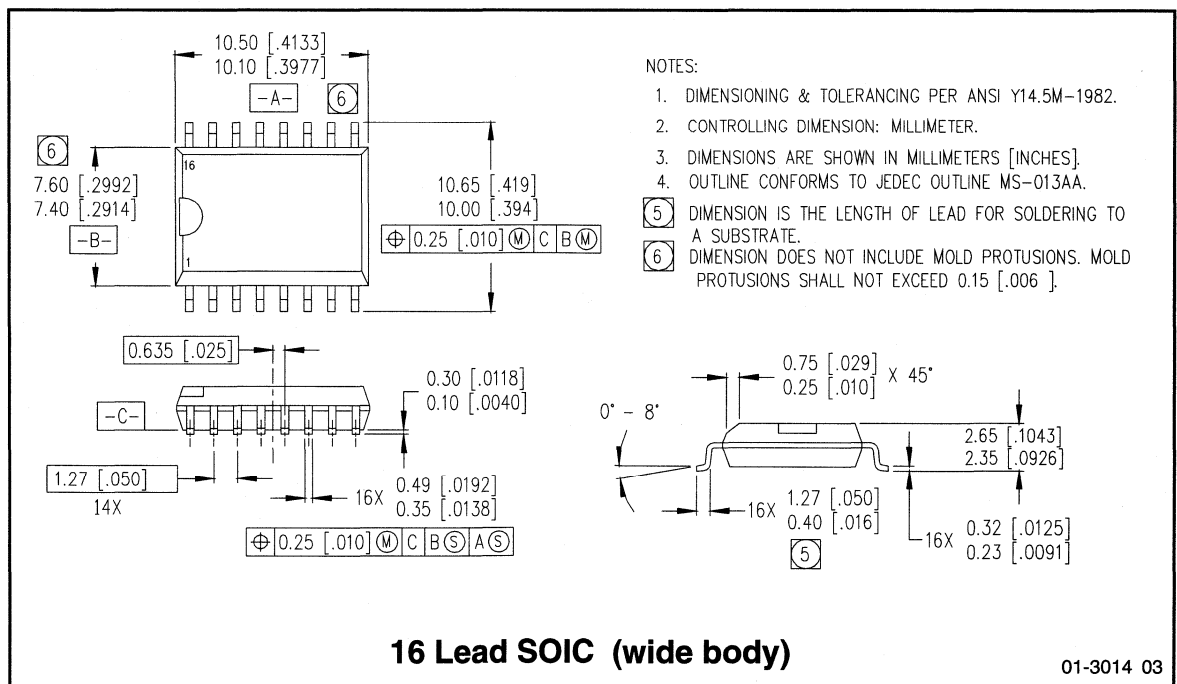 10.50 [.4133]
10.10 [.3977]
-A-
6
6
7.60 [.2992]
7.40 [.2914]
-B-
16
1
10.65 [.419]
10.00 [.394]
⌖ 0.25 [.010] Ⓜ C B Ⓜ
NOTES:
1. DIMENSIONING & TOLERANCING PER ANSI Y14.5M-1982.
2. CONTROLLING DIMENSION: MILLIMETER.
3. DIMENSIONS ARE SHOWN IN MILLIMETERS [INCHES].
4. OUTLINE CONFORMS TO JEDEC OUTLINE MS-013AA.
5 DIMENSION IS THE LENGTH OF LEAD FOR SOLDERING TO
A SUBSTRATE.
6 DIMENSION DOES NOT INCLUDE MOLD PROTUSIONS. MOLD
PROTUSIONS SHALL NOT EXCEED 0.15 [.006 ].
0.635 [.025]
-C-
0.30 [.0118]
0.10 [.0040]
1.27 [.050]
14X
16X 0.49 [.0192]
0.35 [.0138]
⌖ 0.25 [.010] Ⓜ C B Ⓢ A Ⓢ
0.75 [.029]
0.25 [.010]
X 45°
0° - 8°
2.65 [.1043]
2.35 [.0926]
16X 1.27 [.050]
0.40 [.016]
5
16X 0.32 [.0125]
0.23 [.0091]
16 Lead SOIC (wide body)
01-3014 03